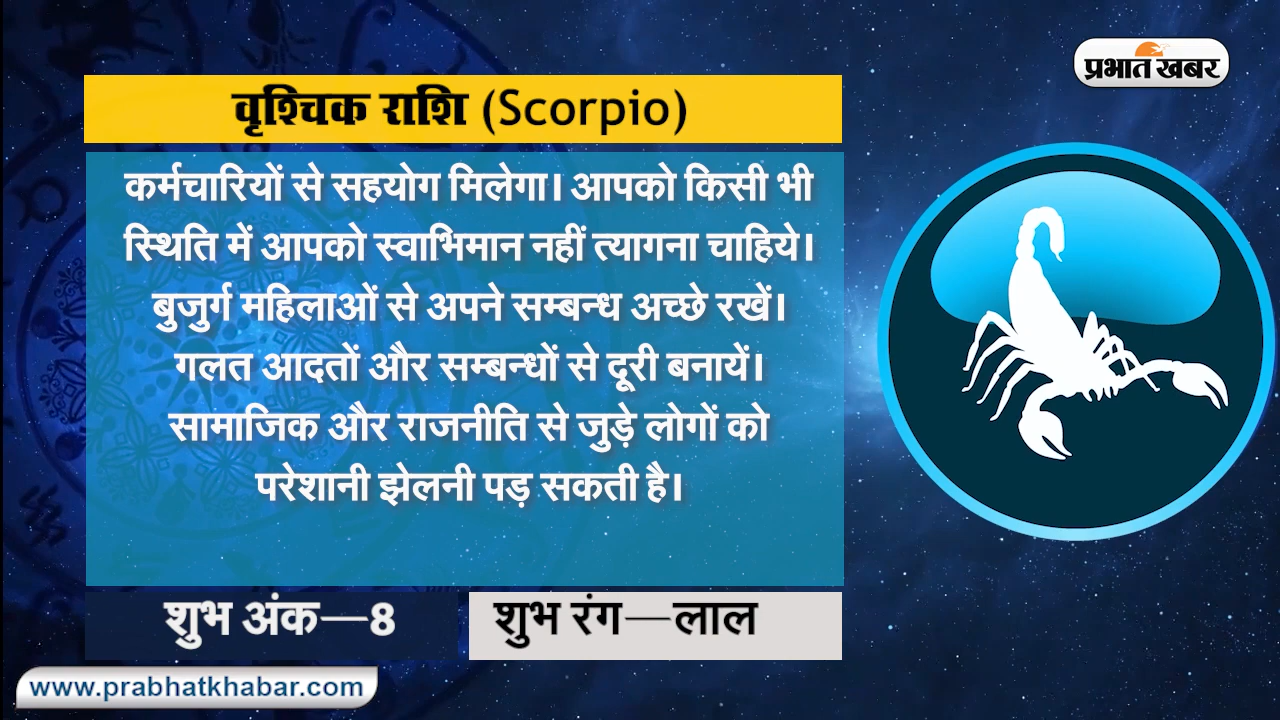 प्रभात खबर
वृश्चिक राशि (Scorpio)
कर्मचारियों से सहयोग मिलेगा। आपको किसी भी
स्थिति में आपको स्वाभिमान नहीं त्यागना चाहिये।
बुजुर्ग महिलाओं से अपने सम्बन्ध अच्छे रखें।
गलत आदतों और सम्बन्धों से दूरी बनायें।
सामाजिक और राजनीति से जुड़े लोगों को
परेशानी झेलनी पड़ सकती है।
शुभ अंक—8
शुभ रंग—लाल
www.prabhatkhabar.com